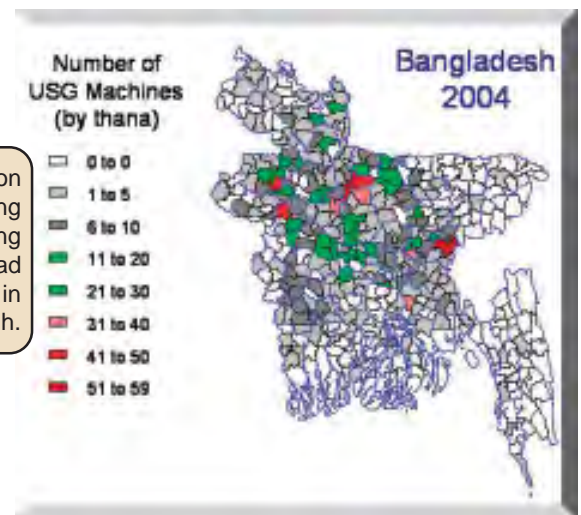 Number of
USG Machines
(by thana)
0 to 0
1 to 5
6 to 10
11 to 20
21 to 30
31 to 40
41 to 50
51 to 59
Bangladesh
2004
on
ng
ng
ad
in
h.